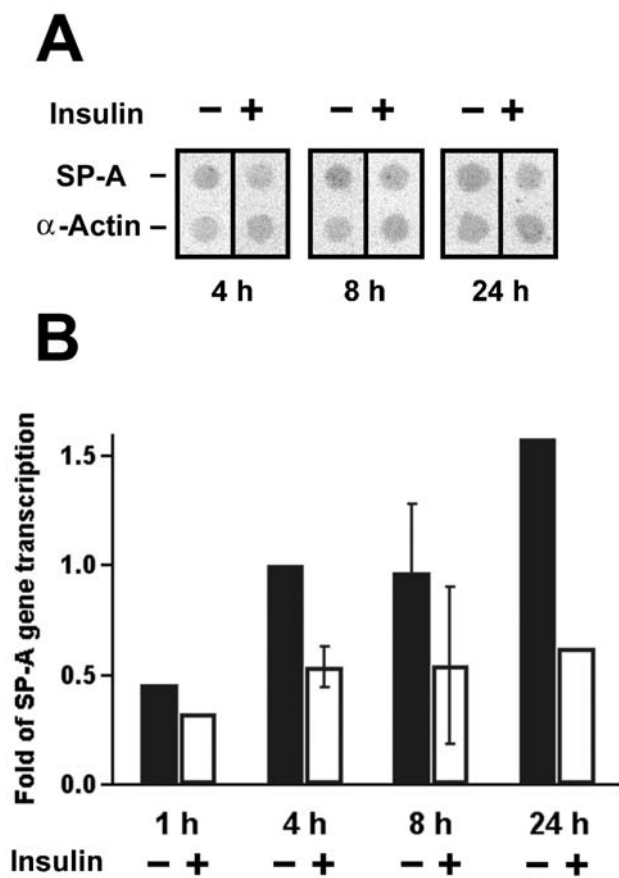 A
Insulin − + − + − +
SP-A –
α-Actin –
4 h 8 h 24 h
B
Fold of SP-A gene transcription
1.5
1.0
0.5
0.0
1 h 4 h 8 h 24 h
Insulin − + − + − + − +